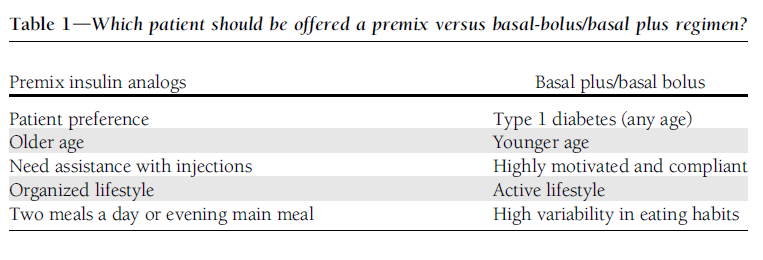 Table 1—Which patient should be offered a premix versus basal-bolus/basal plus regimen?
Premix insulin analogs Basal plus/basal bolus
Patient preference Type 1 diabetes (any age)
Older age Younger age
Need assistance with injections Highly motivated and compliant
Organized lifestyle Active lifestyle
Two meals a day or evening main meal High variability in eating habits